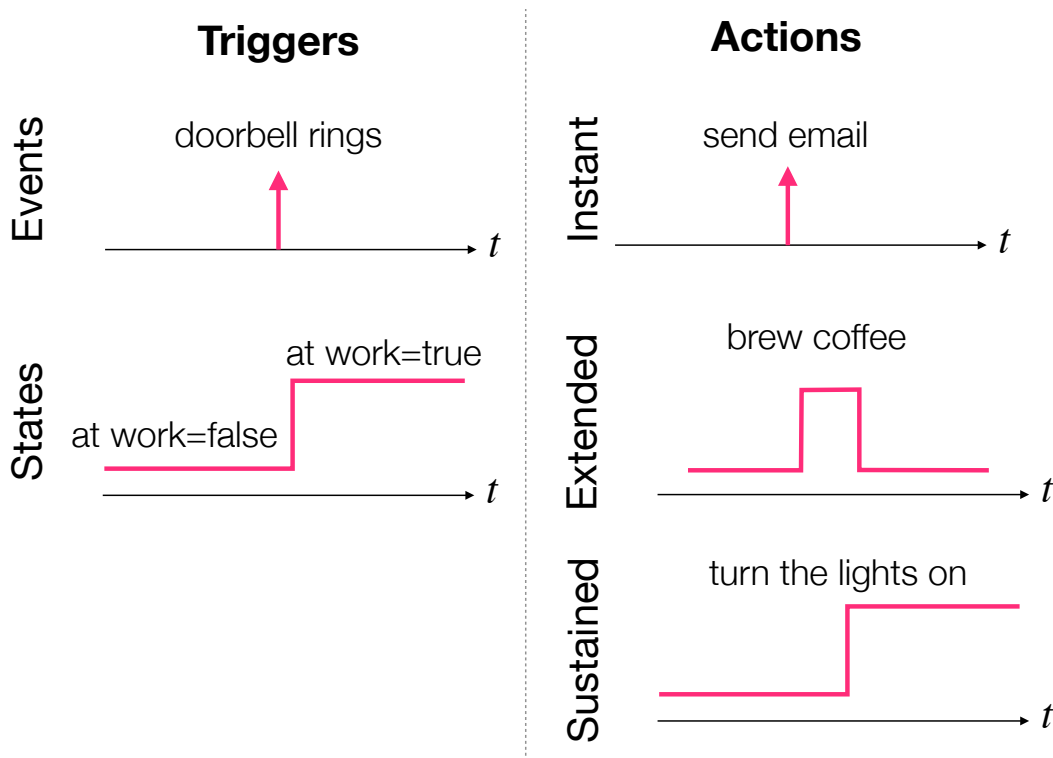 Triggers
Events
doorbell rings
t
States
at work=true
at work=false
t
Actions
Instant
send email
t
Extended
brew coffee
t
Sustained
turn the lights on
t